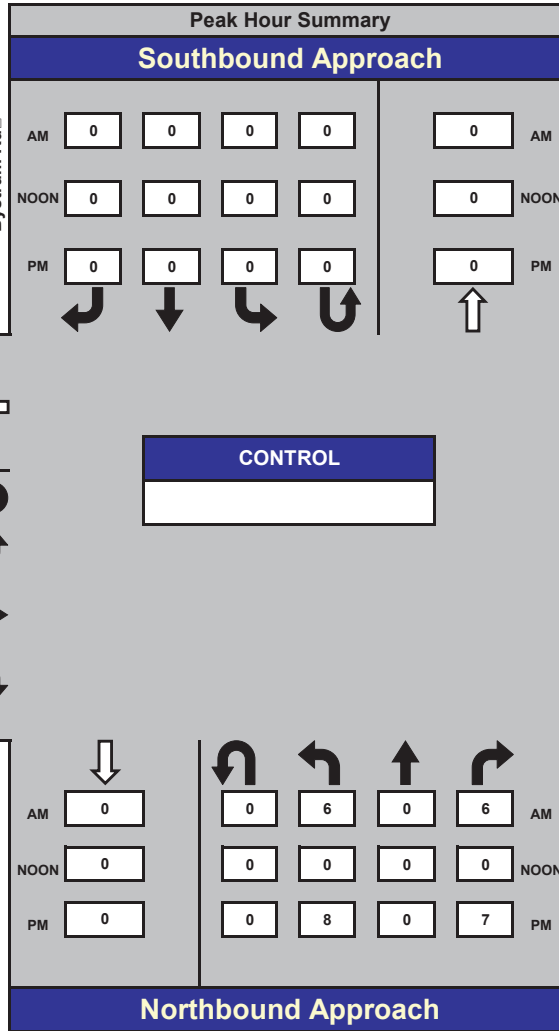 Peak Hour Summary
Southbound Approach
AM 0 0 0 0 0 AM
NOON 0 0 0 0 0 NOON
PM 0 0 0 0 0 PM
CONTROL
AM 0 0 6 0 6 AM
NOON 0 0 0 0 0 NOON
PM 0 0 8 0 7 PM
Northbound Approach